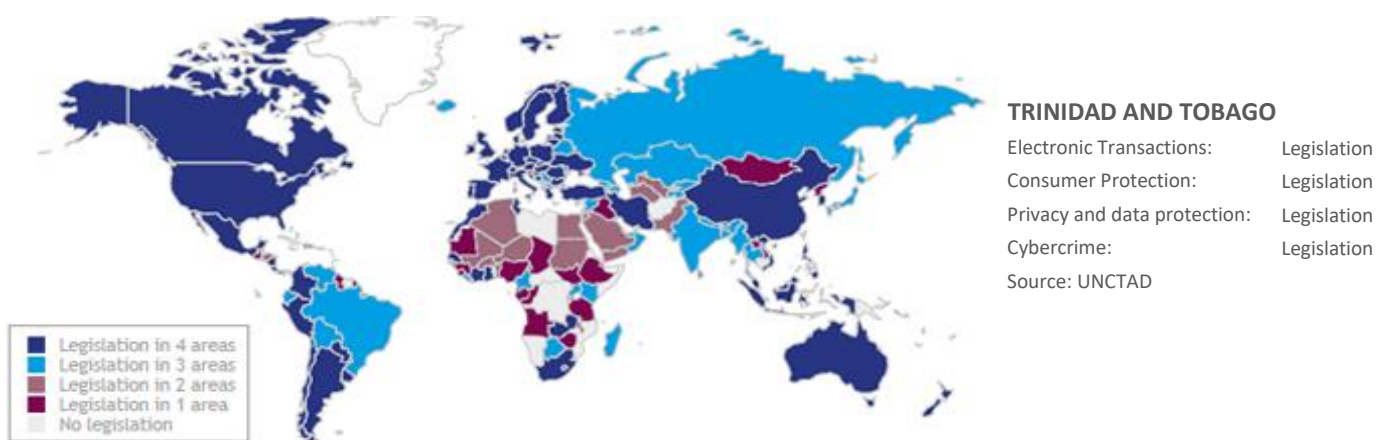 TRINIDAD AND TOBAGO
Electronic Transactions: Legislation
Consumer Protection: Legislation
Privacy and data protection: Legislation
Cybercrime: Legislation
Source: UNCTAD
Legislation in 4 areas
Legislation in 3 areas
Legislation in 2 areas
Legislation in 1 area
No legislation